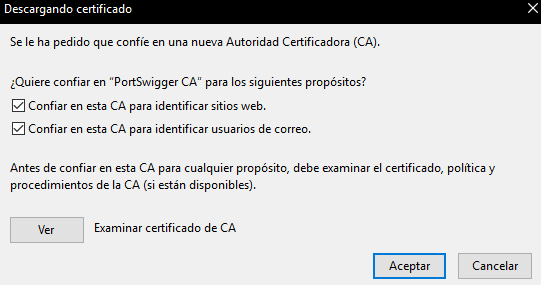 Descargando certificado
Se le ha pedido que confíe en una nueva Autoridad Certificadora (CA).
¿Quiere confiar en “PortSwigger CA” para los siguientes propósitos?
Confiar en esta CA para identificar sitios web.
Confiar en esta CA para identificar usuarios de correo.
Antes de confiar en esta CA para cualquier propósito, debe examinar el certificado, política y
procedimientos de la CA (si están disponibles).
Ver
Examinar certificado de CA
Aceptar
Cancelar